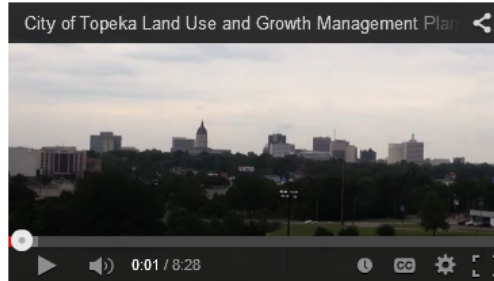 City of Topeka Land Use and Growth Management Plan
0:01 / 8:28
CC